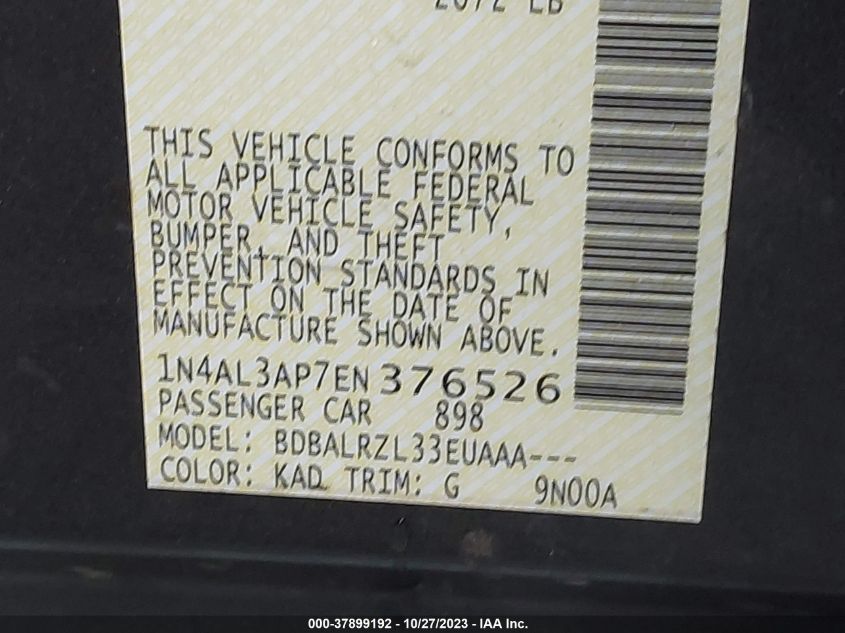 2672 LB
THIS VEHICLE CONFORMS TO
ALL APPLICABLE FEDERAL
MOTOR VEHICLE SAFETY,
BUMPER, AND THEFT
PREVENTION STANDARDS IN
EFFECT ON THE DATE OF
MANUFACTURE SHOWN ABOVE.
1N4AL3AP7EN376526
PASSENGER CAR 898
MODEL: BDBALRZL33EUAAA---
COLOR: KAD TRIM: G 9N00A
000-37899192 - 10/27/2023 - IAA Inc.